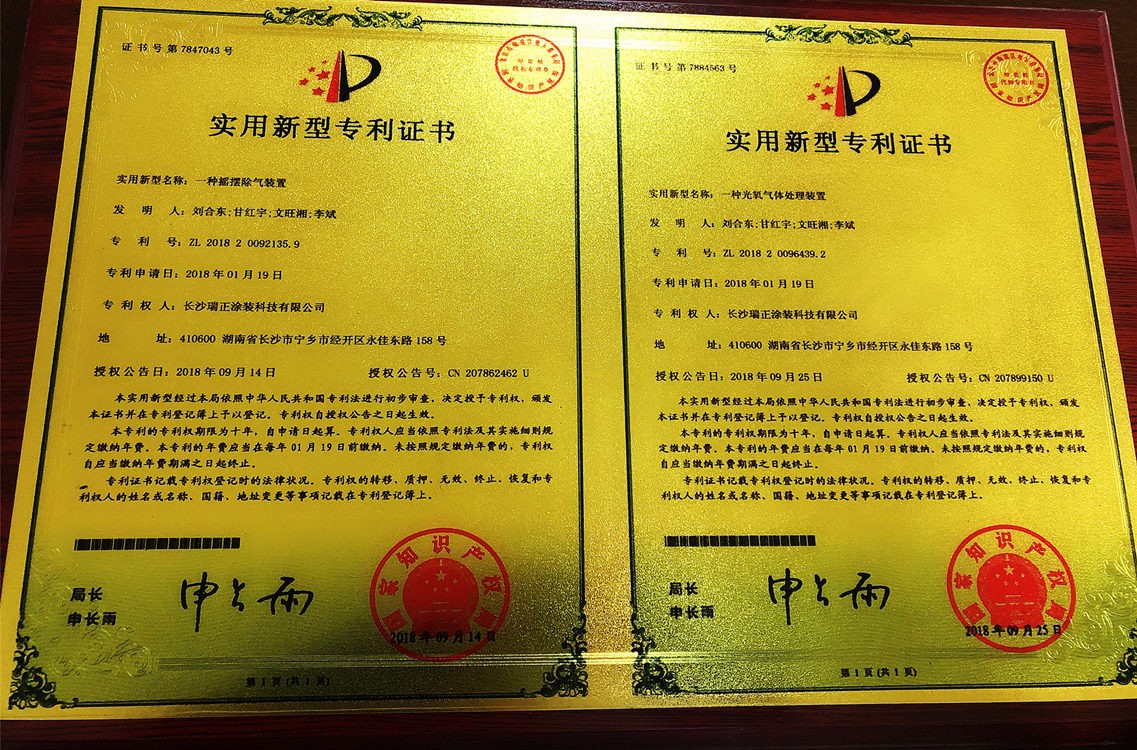 证书号第7847043号
实用新型专利证书
实用新型名称：一种摇摆除气装置
发 明 人：刘合东;甘红宇;文旺湘;李斌
专 利 号：ZL 2018 2 0092135.9
专利申请日：2018年01月19日
专 利 权 人：长沙瑞正涂装科技有限公司
地 址：410600 湖南省长沙市宁乡市经开区永佳东路158号
授权公告日：2018年09月14日 授权公告号：CN 207862462 U
本实用新型经过本局依照中华人民共和国专利法进行初步审查，决定授予专利权，颁发
本证书并在专利登记簿上予以登记。专利权自授权公告之日起生效。
本专利的专利权期限为十年，自申请日起算。专利权人应当依照专利法及其实施细则规
定缴纳年费。本专利的年费应当在每年01月19日前缴纳。未按照规定缴纳年费的，专利权
自应当缴纳年费期满之日起终止。
专利证书记载专利权登记时的法律状况。专利权的转移、质押、无效、终止、恢复和专
利权人的姓名或名称、国籍、地址变更等事项记载在专利登记簿上。
局长
申长雨
申长雨
国家知识产权局
2018年09月14日
第1页(共1页)
证书号第7884563号
实用新型专利证书
实用新型名称：一种光氧气体处理装置
发 明 人：刘合东;甘红宇;文旺湘;李斌
专 利 号：ZL 2018 2 0096439.2
专利申请日：2018年01月19日
专 利 权 人：长沙瑞正涂装科技有限公司
地 址：410600 湖南省长沙市宁乡市经开区永佳东路158号
授权公告日：2018年09月25日 授权公告号：CN 207899150 U
本实用新型经过本局依照中华人民共和国专利法进行初步审查，决定授予专利权，颁发
本证书并在专利登记簿上予以登记。专利权自授权公告之日起生效。
本专利的专利权期限为十年，自申请日起算。专利权人应当依照专利法及其实施细则规
定缴纳年费。本专利的年费应当在每年01月19日前缴纳。未按照规定缴纳年费的，专利权
自应当缴纳年费期满之日起终止。
专利证书记载专利权登记时的法律状况。专利权的转移、质押、无效、终止、恢复和专
利权人的姓名或名称、国籍、地址变更等事项记载在专利登记簿上。
局长
申长雨
申长雨
国家知识产权局
2018年09月25日
第1页(共1页)